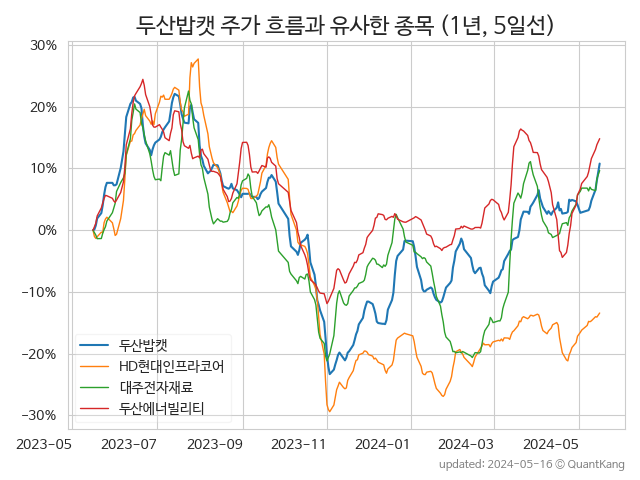 두산밥캣 주가 흐름과 유사한 종목 (1년, 5일선)
30%
20%
10%
0%
−10%
−20%
−30%
두산밥캣
HD현대인프라코어
대주전자재료
두산에너빌리티
2023-05 2023-07 2023-09 2023-11 2024-01 2024-03 2024-05
updated: 2024-05-16 © QuantKang